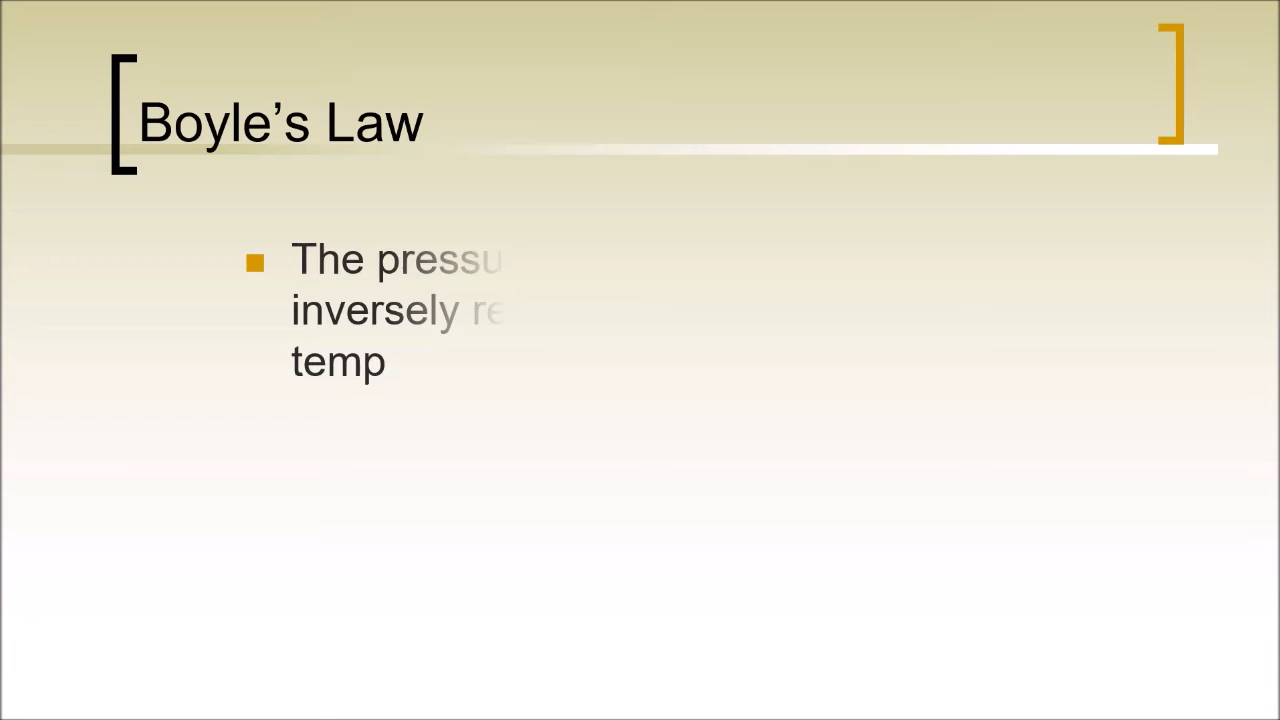 Boyle’s Law
The pressu
inversely re
temp